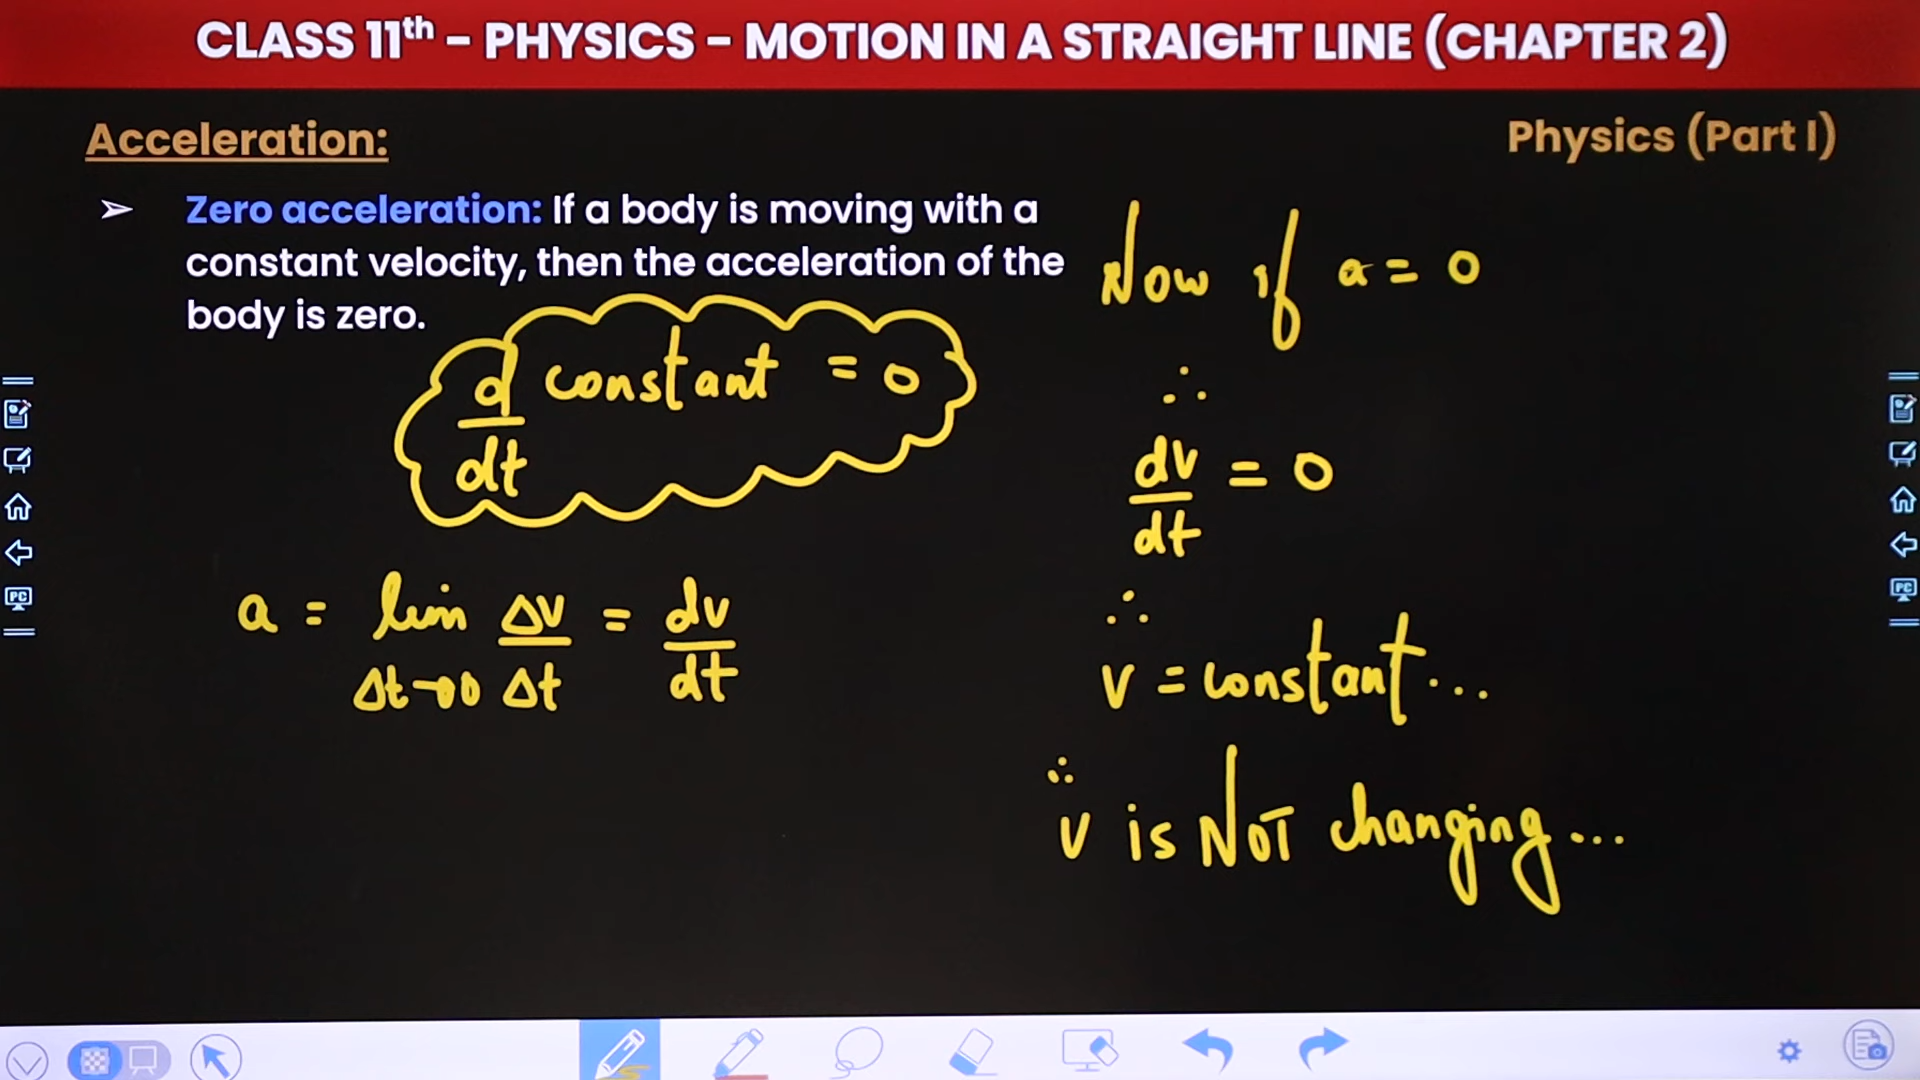 CLASS 11th - PHYSICS - MOTION IN A STRAIGHT LINE (CHAPTER 2)
Acceleration:
Physics (Part I)
➢ Zero acceleration: If a body is moving with a
constant velocity, then the acceleration of the
body is zero.
d/dt constant = 0
a = lim Δt→0 Δv/Δt = dv/dt
Now if a = 0
∴
dv/dt = 0
∴
v = constant...
∴
v is NOT changing...
PC
PC